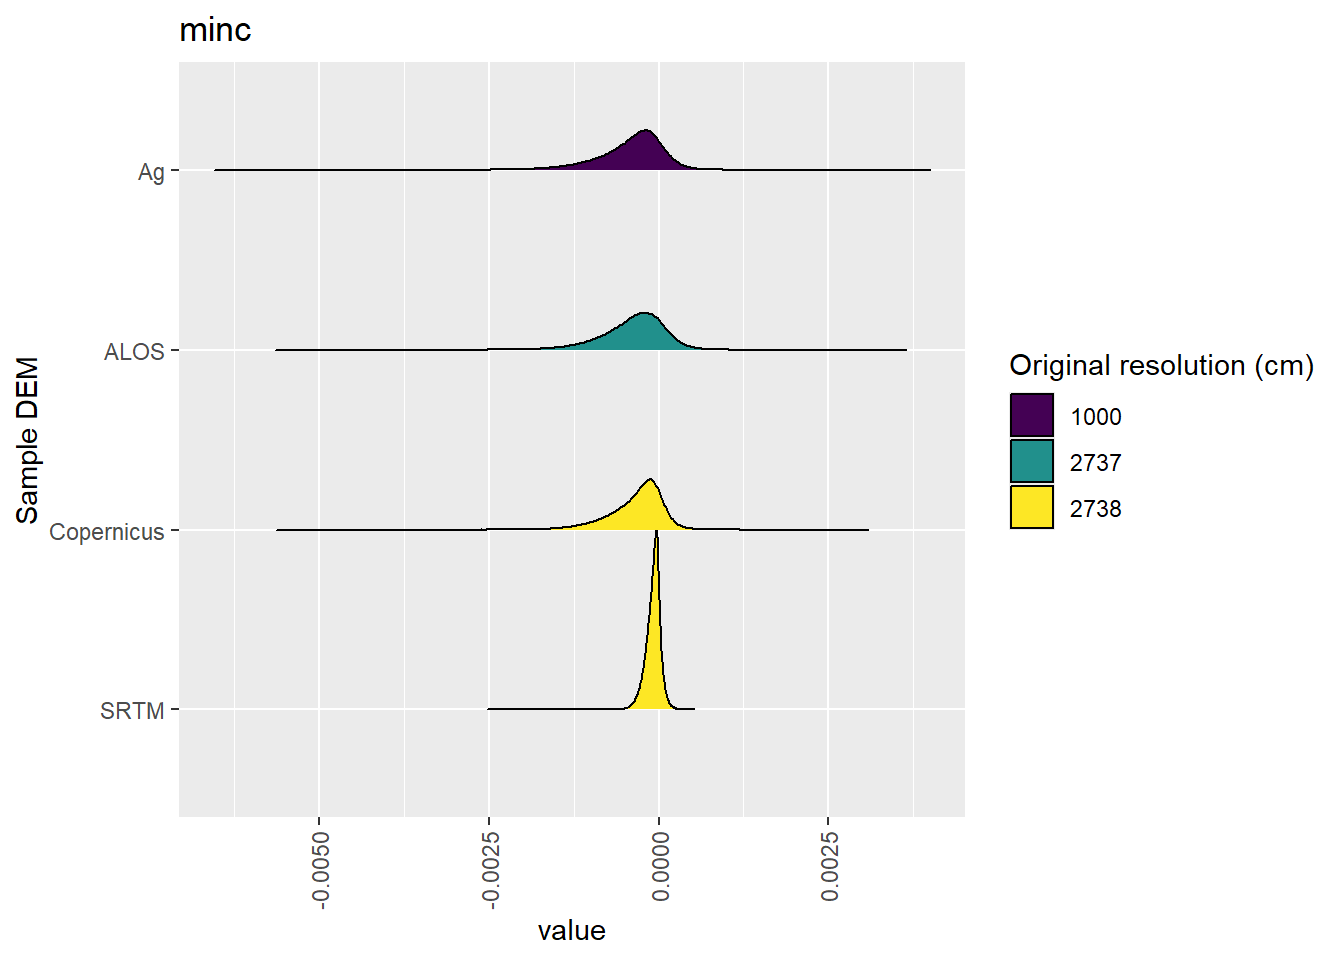 minc
Ag
ALOS
Copernicus
SRTM
Sample DEM
-0.0050
-0.0025
0.0000
0.0025
value
Original resolution (cm)
1000
2737
2738